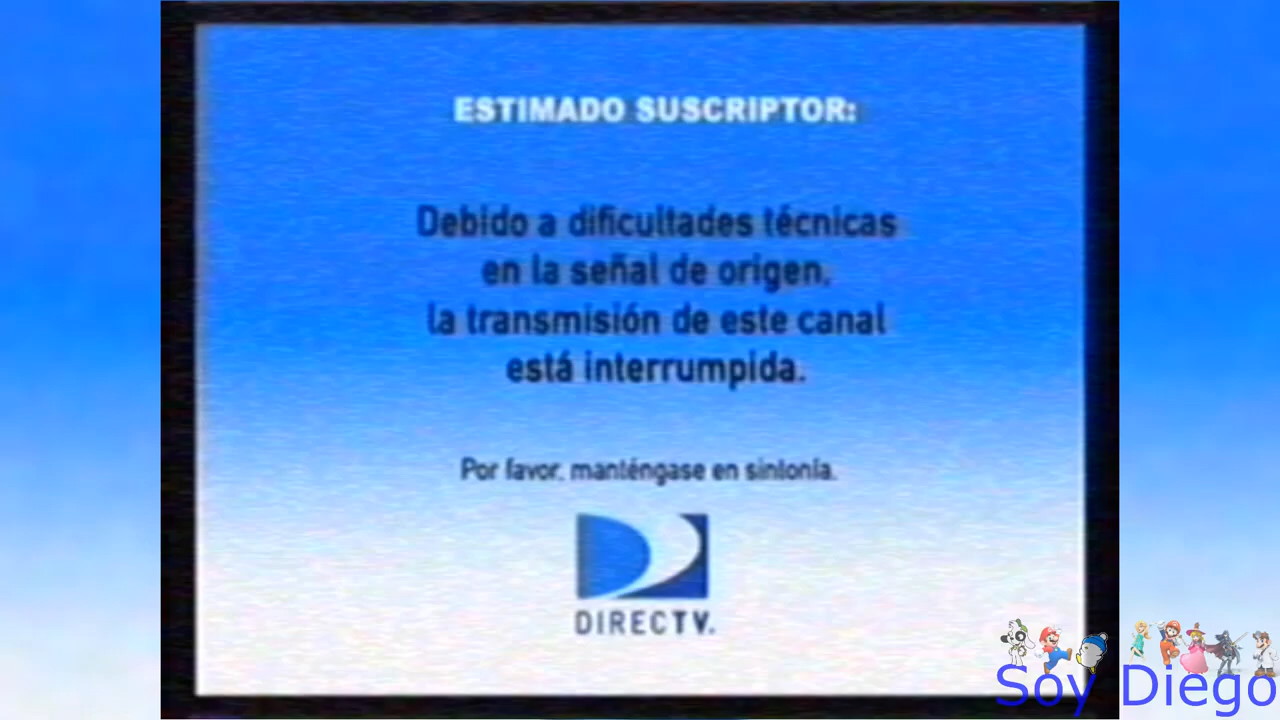 ESTIMADO SUSCRIPTOR:
Debido a dificultades técnicas
en la señal de origen,
la transmisión de este canal
está interrumpida.
Por favor, manténgase en sintonía.
DIRECTV.
Soy Diego